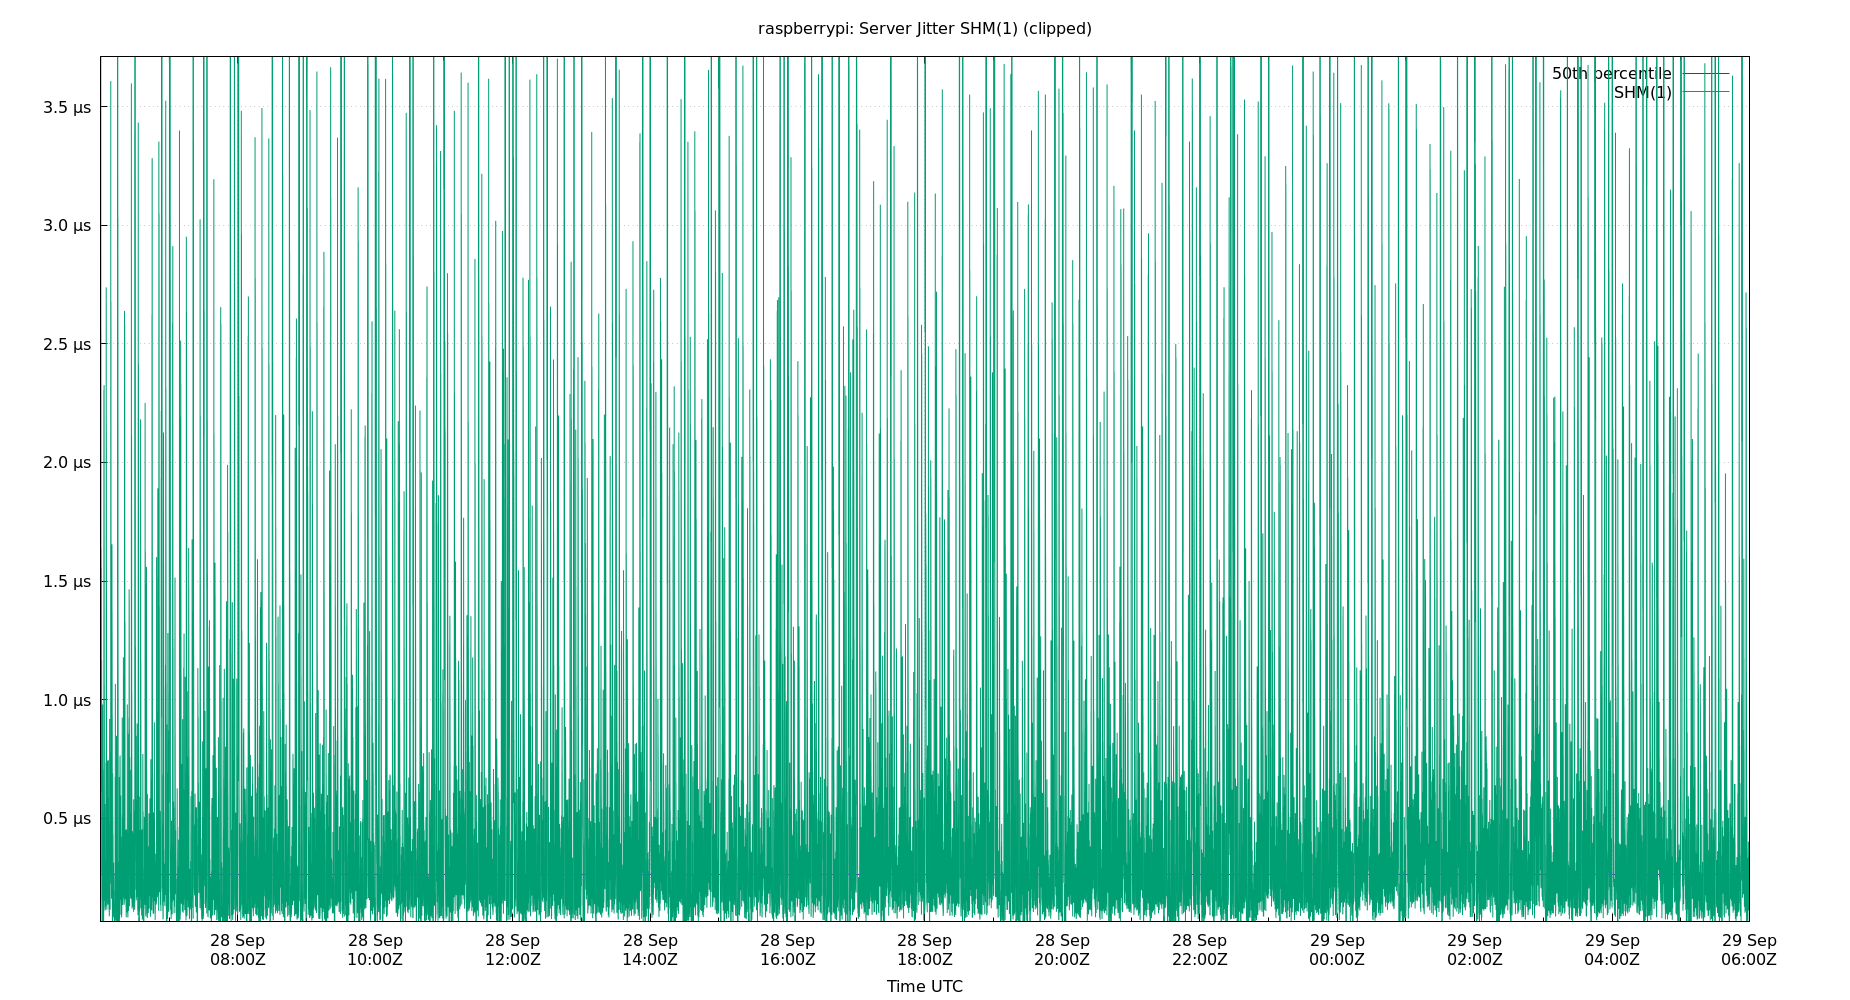 raspberrypi: Server Jitter SHM(1) (clipped)
50th percentile
SHM(1)
3.5 µs
3.0 µs
2.5 µs
2.0 µs
1.5 µs
1.0 µs
0.5 µs
28 Sep 28 Sep 28 Sep 28 Sep 28 Sep 28 Sep 28 Sep 28 Sep 29 Sep 29 Sep 29 Sep 29 Sep
08:00Z 10:00Z 12:00Z 14:00Z 16:00Z 18:00Z 20:00Z 22:00Z 00:00Z 02:00Z 04:00Z 06:00Z
Time UTC